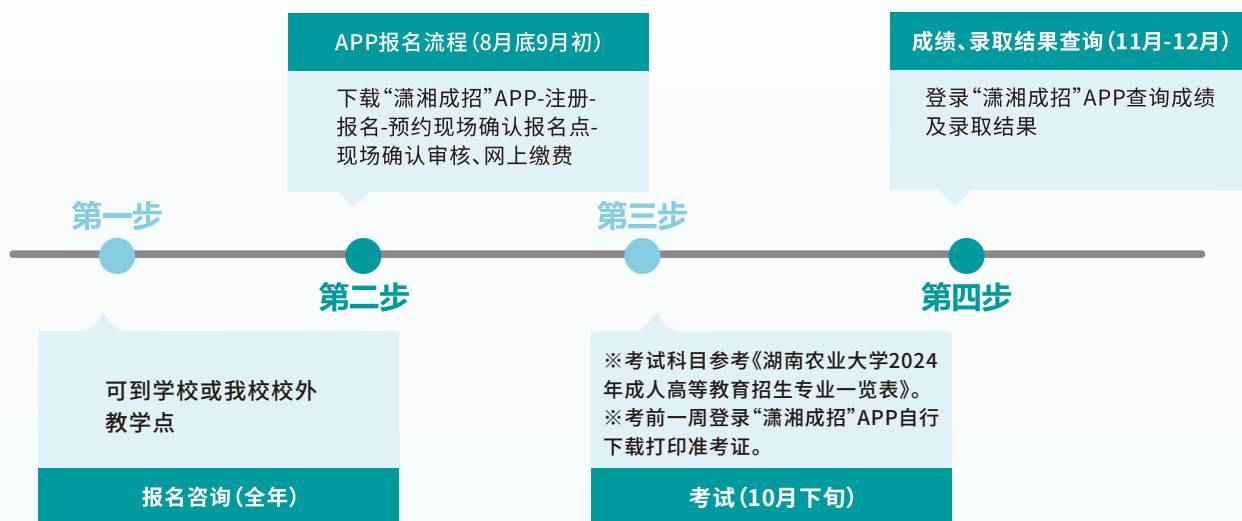 第一步
可到学校或我校校外
教学点
报名咨询（全年）
APP报名流程（8月底9月初）
下载“潇湘成招”APP-注册-
报名-预约现场确认报名点-
现场确认审核、网上缴费
第二步
第三步
※考试科目参考《湖南农业大学2024
年成人高等教育招生专业一览表》。
※考前一周登录“潇湘成招”APP自行
下载打印准考证。
考试（10月下旬）
成绩、录取结果查询（11月-12月）
登录“潇湘成招”APP查询成绩
及录取结果
第四步